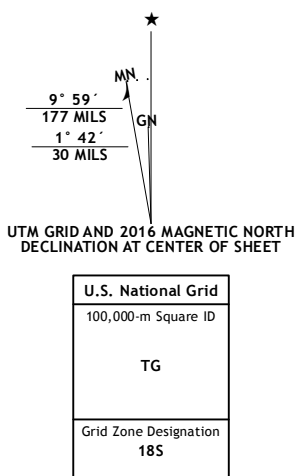 ★
MN
9° 59´
177 MILS
GN
1° 42´
30 MILS
UTM GRID AND 2016 MAGNETIC NORTH
DECLINATION AT CENTER OF SHEET
U.S. National Grid
100,000-m Square ID
TG
Grid Zone Designation
18S